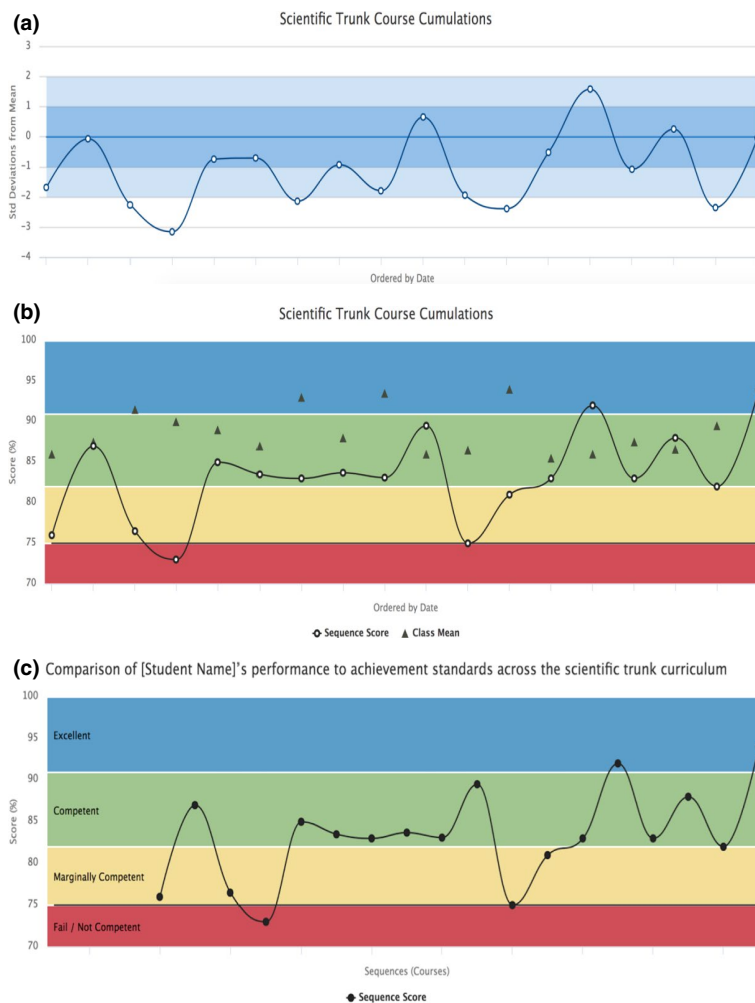 (a)
Scientific Trunk Course Cumulations
3
2
1
0
−1
−2
−3
−4
Std Deviations from Mean
Ordered by Date
(b)
Scientific Trunk Course Cumulations
100
95
90
85
80
75
70
Score (%)
Ordered by Date
Sequence Score Class Mean
(c) Comparison of [Student Name]'s performance to achievement standards across the scientific trunk curriculum
100
95
90
85
80
75
70
Score (%)
Excellent
Competent
Marginally Competent
Fail / Not Competent
Sequences (Courses)
Sequence Score